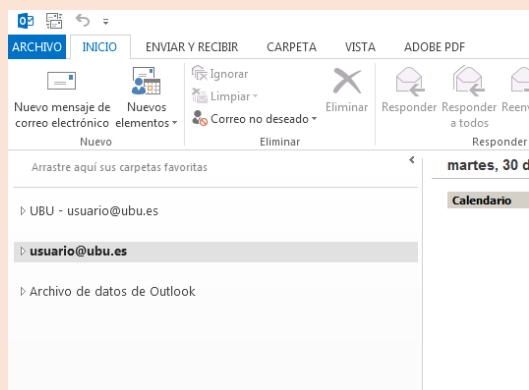 ARCHIVO INICIO ENVIAR Y RECIBIR CARPETA VISTA ADOBE PDF
Nuevo mensaje de
correo electrónico
Nuevos
elementos
Nuevo
Ignorar
Limpiar
Correo no deseado
Eliminar
Eliminar
Responder
Responder
a todos
Reenv
Responder
Arrastre aquí sus carpetas favoritas
UBU - usuario@ubu.es
usuario@ubu.es
Archivo de datos de Outlook
martes, 30 d
Calendario